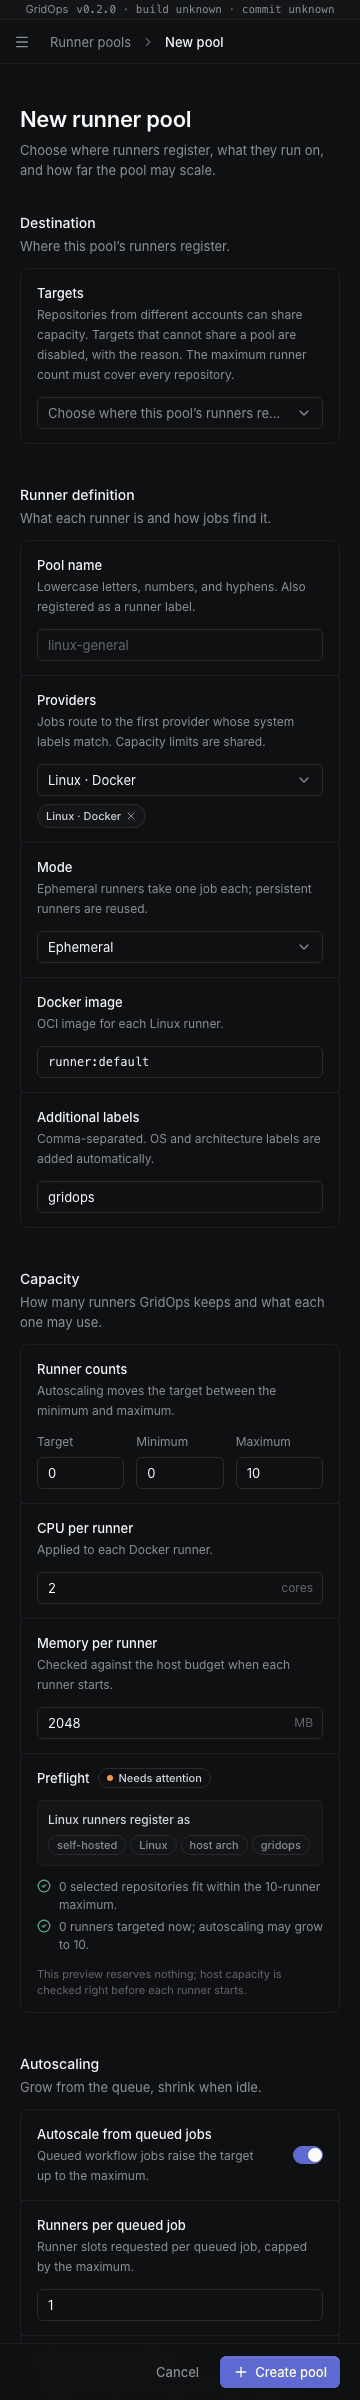 GridOps v0.2.0 · build unknown · commit unknown
Runner pools > New pool
New runner pool
Choose where runners register, what they run on,
and how far the pool may scale.
Destination
Where this pool’s runners register.
Targets
Repositories from different accounts can share
capacity. Targets that cannot share a pool are
disabled, with the reason. The maximum runner
count must cover every repository.
Choose where this pool’s runners re...
Runner definition
What each runner is and how jobs find it.
Pool name
Lowercase letters, numbers, and hyphens. Also
registered as a runner label.
linux-general
Providers
Jobs route to the first provider whose system
labels match. Capacity limits are shared.
Linux · Docker
Linux · Docker ×
Mode
Ephemeral runners take one job each; persistent
runners are reused.
Ephemeral
Docker image
OCI image for each Linux runner.
runner:default
Additional labels
Comma-separated. OS and architecture labels are
added automatically.
gridops
Capacity
How many runners GridOps keeps and what each
one may use.
Runner counts
Autoscaling moves the target between the
minimum and maximum.
Target Minimum Maximum
0 0 10
CPU per runner
Applied to each Docker runner.
2 cores
Memory per runner
Checked against the host budget when each
runner starts.
2048 MB
Preflight Needs attention
Linux runners register as
self-hosted Linux host arch gridops
0 selected repositories fit within the 10-runner
maximum.
0 runners targeted now; autoscaling may grow
to 10.
This preview reserves nothing; host capacity is
checked right before each runner starts.
Autoscaling
Grow from the queue, shrink when idle.
Autoscale from queued jobs
Queued workflow jobs raise the target
up to the maximum.
Runners per queued job
Runner slots requested per queued job, capped
by the maximum.
1
Cancel + Create pool